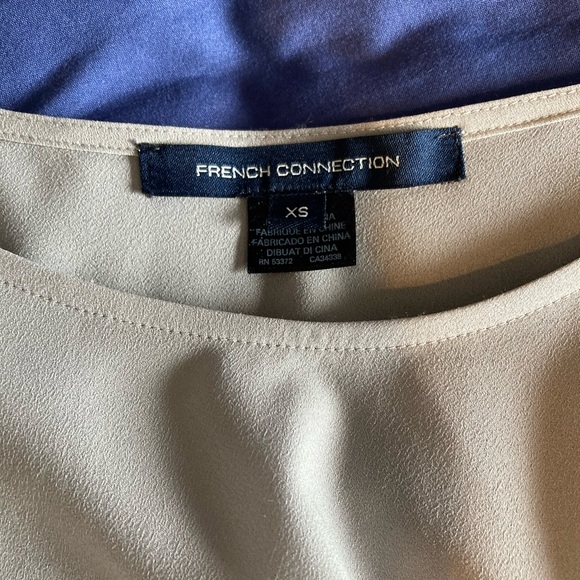 FRENCH CONNECTION
XS
FABRIQUE EN CHINE
FABRICADO EN CHINA
DIBUAT DI CINA
RN 53372 CA34338